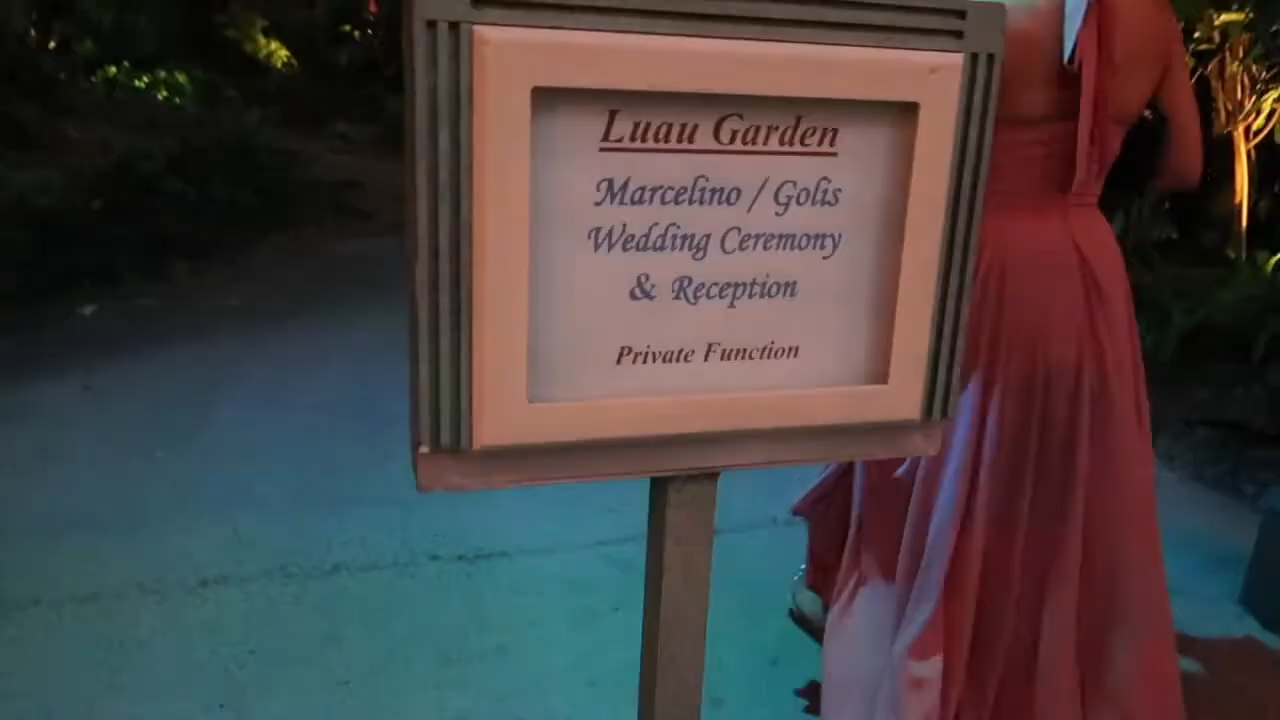 Luau Garden
Marcelino / Golis
Wedding Ceremony
& Reception
Private Function